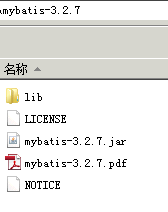 \mybatis-3.2.7
名称
lib
LICENSE
mybatis-3.2.7.jar
mybatis-3.2.7.pdf
NOTICE